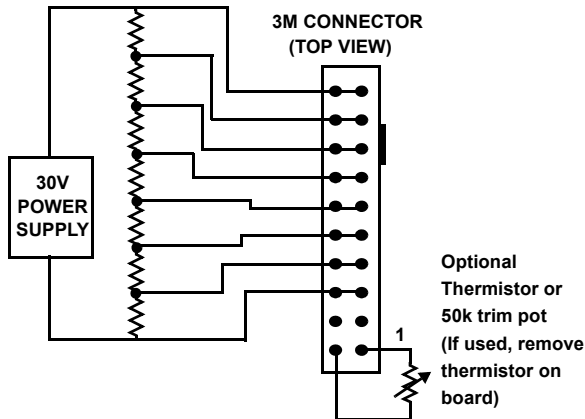 3M CONNECTOR
(TOP VIEW)
30V
POWER
SUPPLY
Optional
Thermistor or
50k trim pot
(If used, remove
thermistor on
board)
1